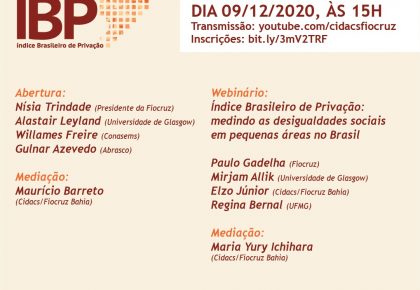 IBP
Índice Brasileiro de Privação
DIA 09/12/2020, ÀS 15H
Transmissão: youtube.com/cidacsfiocruz
Inscrições: bit.ly/3mV2TRF
Abertura:
Nísia Trindade (Presidente da Fiocruz)
Alastair Leyland (Universidade de Glasgow)
Willames Freire (Conasems)
Gulnar Azevedo (Abrasco)
Mediação:
Maurício Barreto
(Cidacs/Fiocruz Bahia)
Webinário:
Índice Brasileiro de Privação:
medindo as desigualdades sociais
em pequenas áreas no Brasil
Paulo Gadelha (Fiocruz)
Mirjam Allik (Universidade de Glasgow)
Elzo Júnior (Cidacs/Fiocruz Bahia)
Regina Bernal (UFMG)
Mediação:
Maria Yury Ichihara
(Cidacs/Fiocruz Bahia)